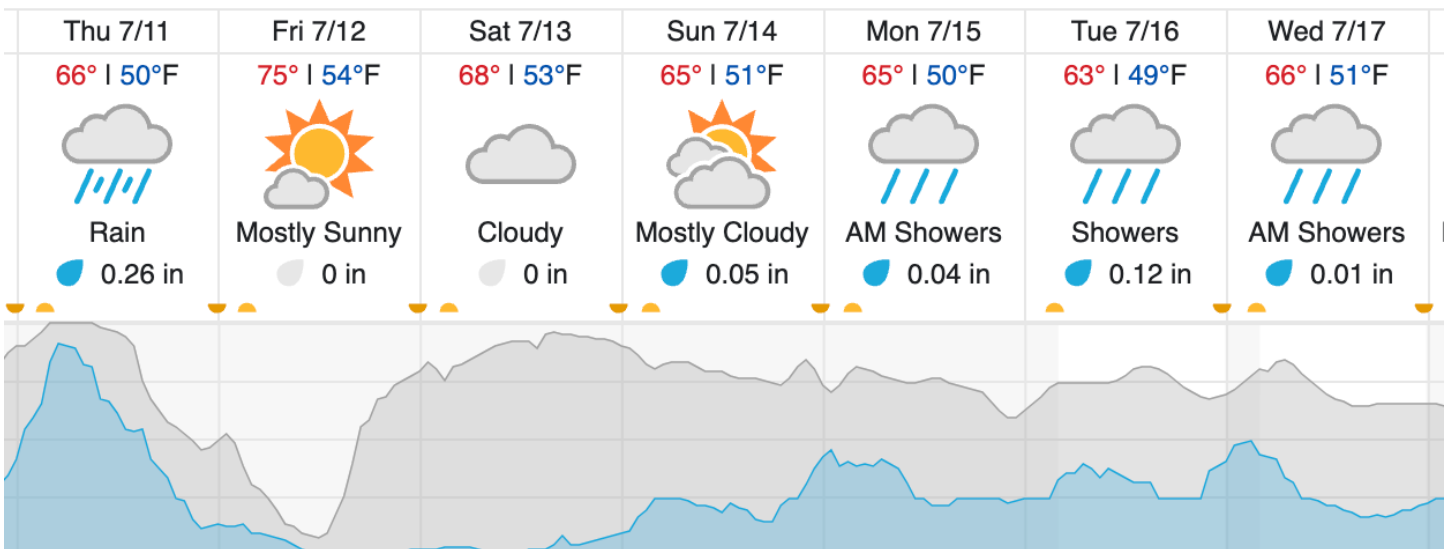 Thu 7/11 Fri 7/12 Sat 7/13 Sun 7/14 Mon 7/15 Tue 7/16 Wed 7/17
66° | 50°F 75° | 54°F 68° | 53°F 65° | 51°F 65° | 50°F 63° | 49°F 66° | 51°F
Rain Mostly Sunny Cloudy Mostly Cloudy AM Showers Showers AM Showers
0.26 in 0 in 0 in 0.05 in 0.04 in 0.12 in 0.01 in